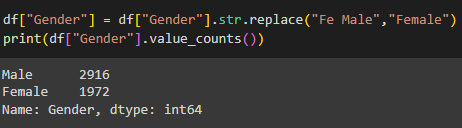 df["Gender"] = df["Gender"].str.replace("Fe Male","Female")
print(df["Gender"].value_counts())
Male      2916
Female    1972
Name: Gender, dtype: int64